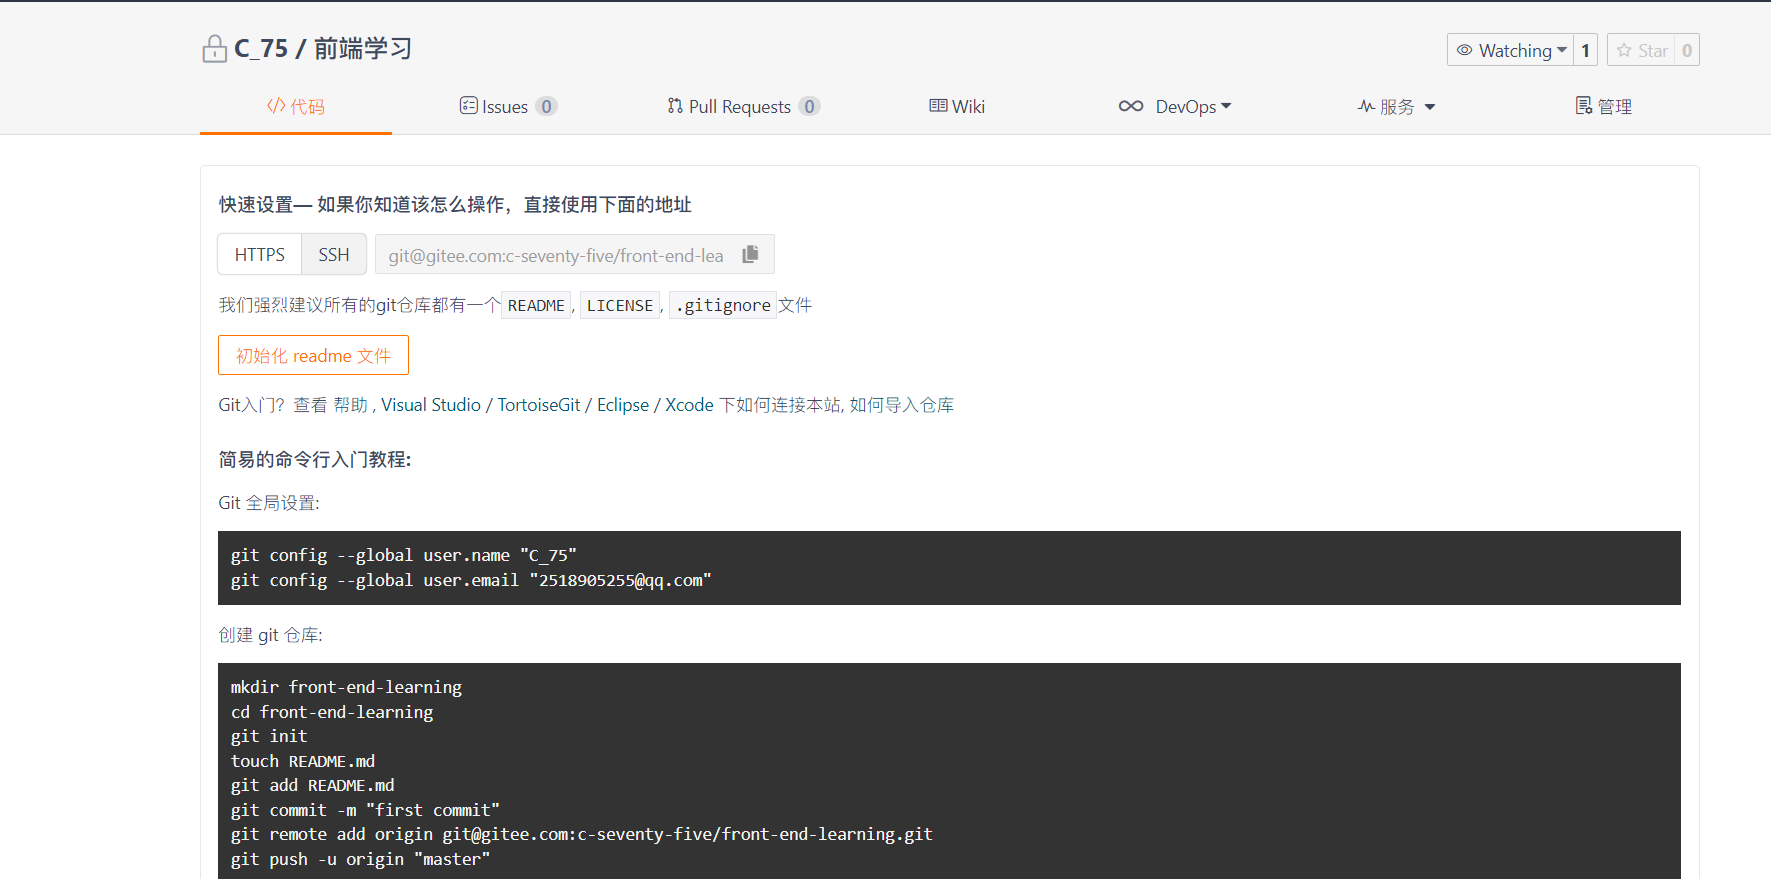 C_75 / 前端学习
Watching 1 Star 0
代码 Issues 0 Pull Requests 0 Wiki DevOps 服务 管理
快速设置— 如果你知道该怎么操作，直接使用下面的地址
HTTPS SSH git@gitee.com:c-seventy-five/front-end-lea
我们强烈建议所有的git仓库都有一个 README, LICENSE, .gitignore 文件
初始化 readme 文件
Git入门？查看 帮助 , Visual Studio / TortoiseGit / Eclipse / Xcode 下如何连接本站, 如何导入仓库
简易的命令行入门教程:
Git 全局设置:
git config --global user.name "C_75"
git config --global user.email "2518905255@qq.com"
创建 git 仓库:
mkdir front-end-learning
cd front-end-learning
git init
touch README.md
git add README.md
git commit -m "first commit"
git remote add origin git@gitee.com:c-seventy-five/front-end-learning.git
git push -u origin "master"